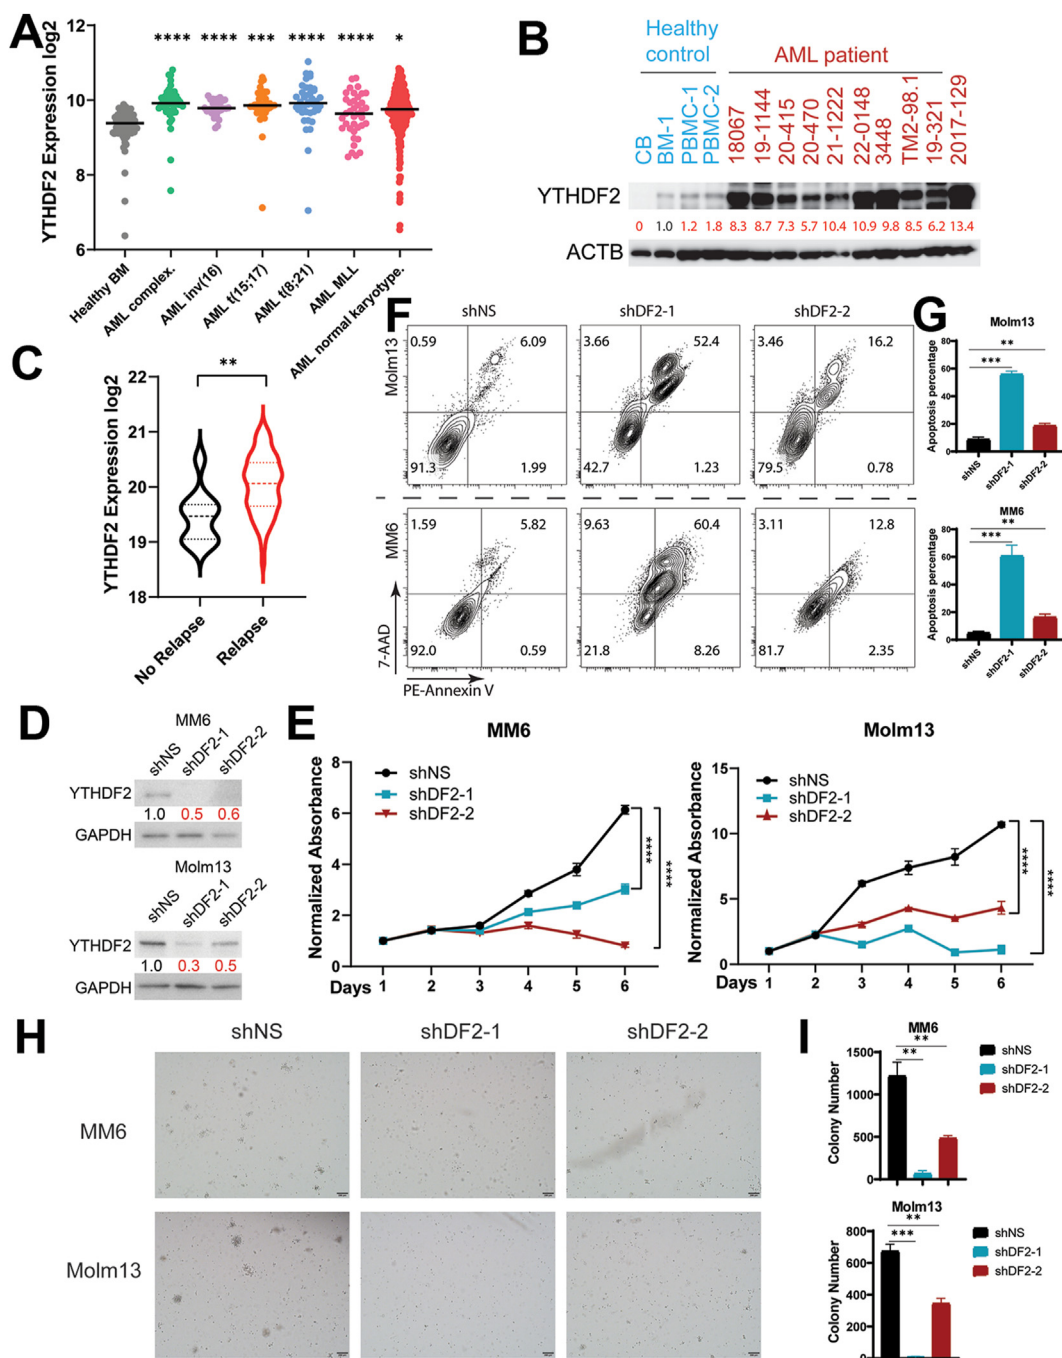 A
YTHDF2 Expression log2
12
10
8
6
**** **** *** **** **** *
Healthy BM
AML complex.
AML inv(16)
AML t(15;17)
AML t(8;21)
AML MLL
AML normal karyotype.
B
Healthy control
AML patient
CB
BM-1
PBMC-1
PBMC-2
18067
19-1144
20-415
20-470
21-1222
22-0148
3448
TM2-98.1
19-321
2017-129
YTHDF2
0 1.0 1.2 1.8 8.3 8.7 7.3 5.7 10.4 10.9 9.8 8.5 6.2 13.4
ACTB
C
YTHDF2 Expression log2
22
21
20
19
18
**
No Relapse
Relapse
D
MM6
shNS shDF2-1 shDF2-2
YTHDF2
1.0 0.5 0.6
GAPDH
Molm13
shNS shDF2-1 shDF2-2
YTHDF2
1.0 0.3 0.5
GAPDH
F
shNS shDF2-1 shDF2-2
Molm13
0.59 6.09 3.66 52.4 3.46 16.2
91.3 1.99 42.7 1.23 79.5 0.78
MM6
1.59 5.82 9.63 60.4 3.11 12.8
92.0 0.59 21.8 8.26 81.7 2.35
7-AAD
PE-Annexin V
G
Molm13
Apoptosis percentage
80
60
40
20
0
**
***
shNS shDF2-1 shDF2-2
MM6
Apoptosis percentage
80
60
40
20
0
**
***
shNS shDF2-1 shDF2-2
E
MM6
Normalized Absorbance
8
6
4
2
0
shNS
shDF2-1
shDF2-2
****
****
Days 1 2 3 4 5 6
Molm13
Normalized Absorbance
15
10
5
0
shNS
shDF2-1
shDF2-2
****
****
Days 1 2 3 4 5 6
H
shNS shDF2-1 shDF2-2
MM6
Molm13
I
MM6
Colony Number
1500
1000
500
0
**
**
shNS
shDF2-1
shDF2-2
Molm13
Colony Number
800
600
400
200
0
**
***
shNS
shDF2-1
shDF2-2